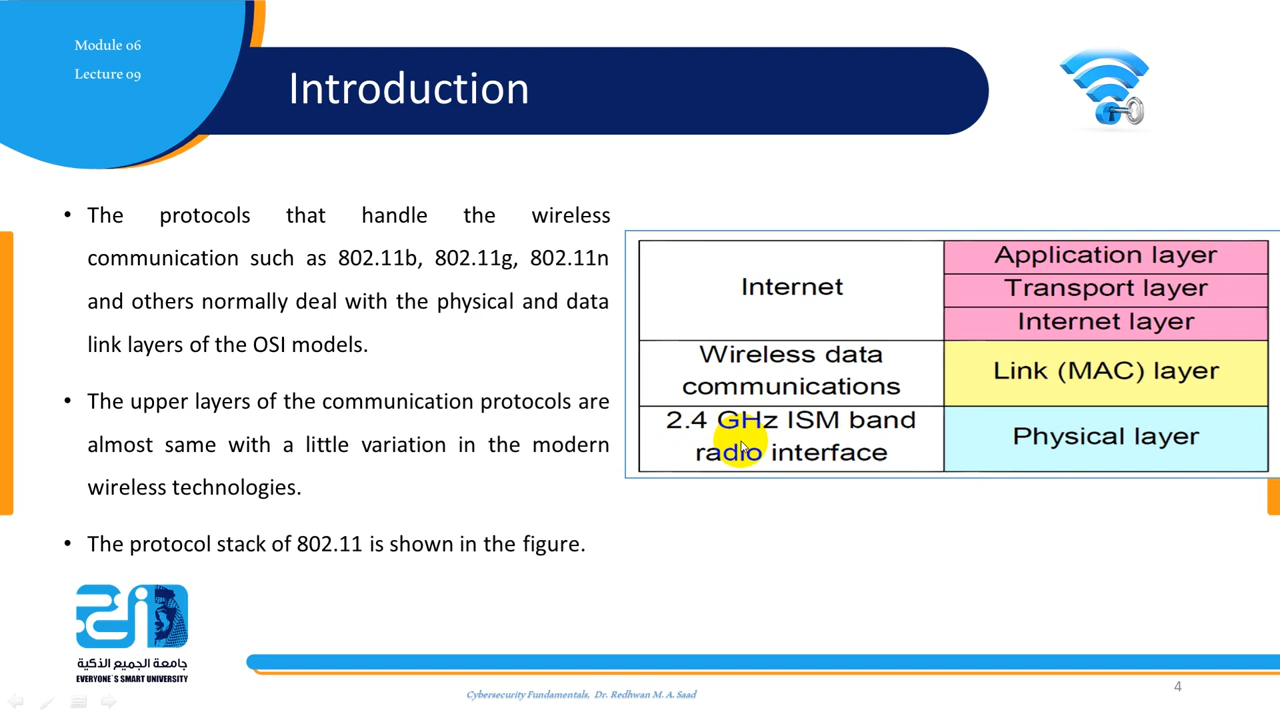 Module 06
Lecture 09
Introduction
• The protocols that handle the wireless
communication such as 802.11b, 802.11g, 802.11n
and others normally deal with the physical and data
link layers of the OSI models.
• The upper layers of the communication protocols are
almost same with a little variation in the modern
wireless technologies.
• The protocol stack of 802.11 is shown in the figure.
Internet
Application layer
Transport layer
Internet layer
Wireless data
communications
Link (MAC) layer
2.4 GHz ISM band
radio interface
Physical layer
جامعة الجميع الذكية
EVERYONE'S SMART UNIVERSITY
Cybersecurity Fundamentals, Dr. Redhwan M. A. Saad
4